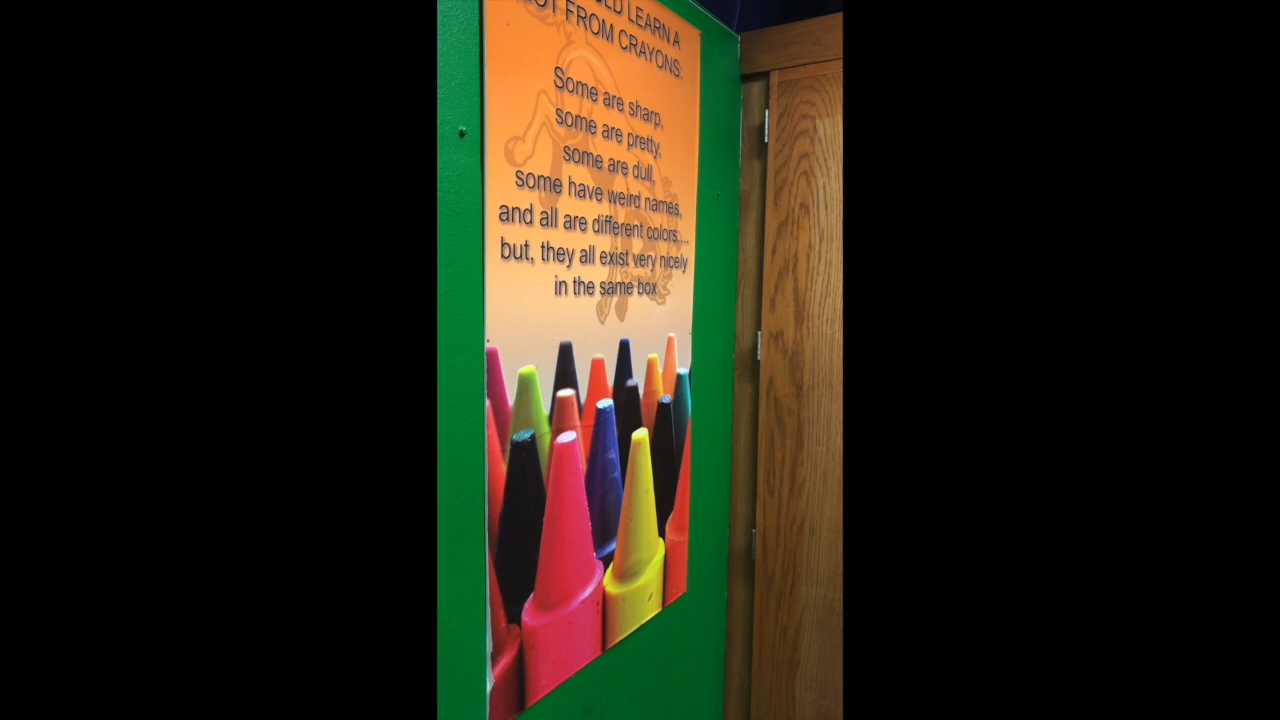 LEARN A
FROM CRAYONS:
Some are sharp,
some are pretty,
some are dull,
some have weird names,
and all are different colors....
but, they all exist very nicely
in the same box